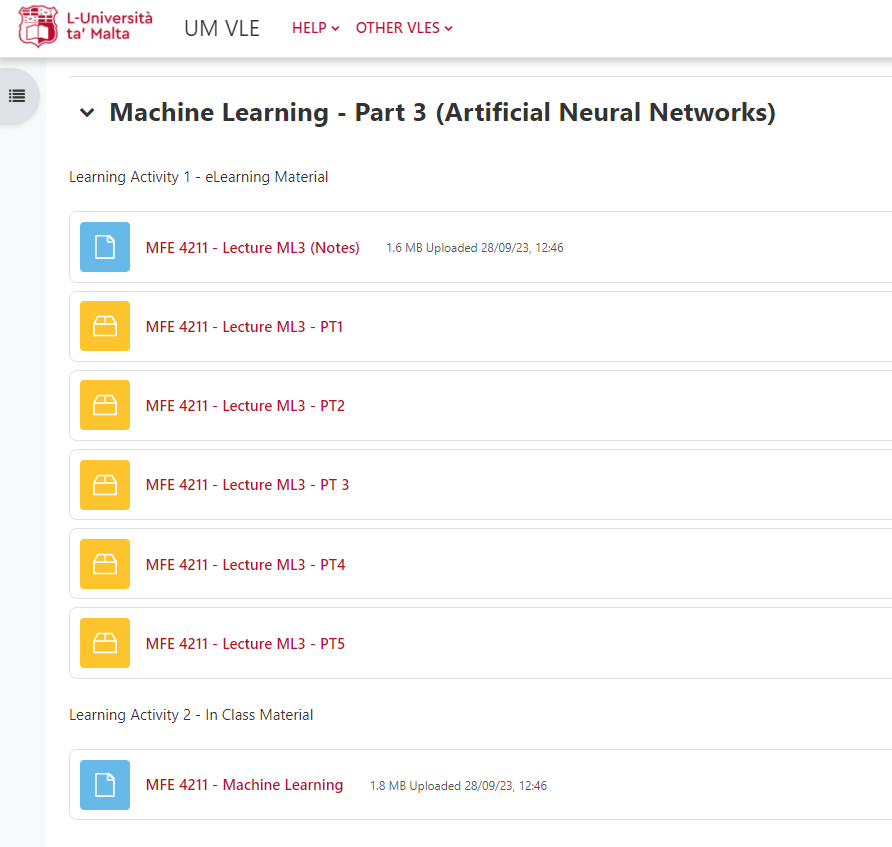 L-Università
ta' Malta
UM VLE
HELP
OTHER VLES
Machine Learning - Part 3 (Artificial Neural Networks)
Learning Activity 1 - eLearning Material
MFE 4211 - Lecture ML3 (Notes) 1.6 MB Uploaded 28/09/23, 12:46
MFE 4211 - Lecture ML3 - PT1
MFE 4211 - Lecture ML3 - PT2
MFE 4211 - Lecture ML3 - PT 3
MFE 4211 - Lecture ML3 - PT4
MFE 4211 - Lecture ML3 - PT5
Learning Activity 2 - In Class Material
MFE 4211 - Machine Learning 1.8 MB Uploaded 28/09/23, 12:46